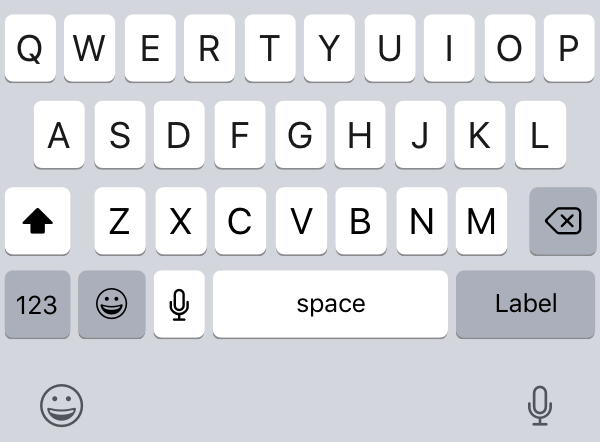 Q W E R T Y U I O P
A S D F G H J K L
Z X C V B N M
123 space Label